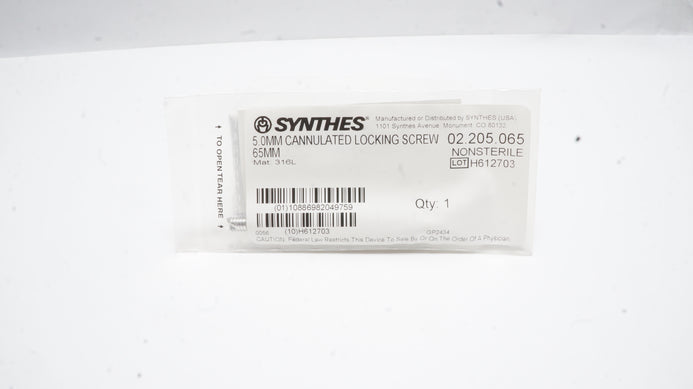 SYNTHES®
Manufactured or Distributed by SYNTHES (USA),
1101 Synthes Avenue, Monument, CO 80132
5.0MM CANNULATED LOCKING SCREW
65MM
02.205.065
NONSTERILE
LOT H612703
Mat. 316L
TO OPEN TEAR HERE
(01)10886982049759
Qty: 1
0086
(10)H612703
GP2434
CAUTION: Federal Law Restricts This Device To Sale By Or On The Order Of A Physician.